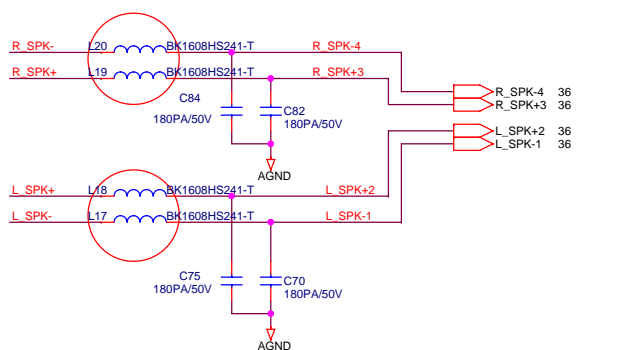 R_SPK- L20 BK1608HS241-T R_SPK-4
R_SPK+ L19 BK1608HS241-T R_SPK+3
R_SPK-4 36
C84
R_SPK+3 36
C82
180PA/50V
180PA/50V
L_SPK+2 36
L_SPK-1 36
AGND
L_SPK+ L18 BK1608HS241-T L_SPK+2
L_SPK- L17 BK1608HS241-T L_SPK-1
C75
C70
180PA/50V
180PA/50V
AGND